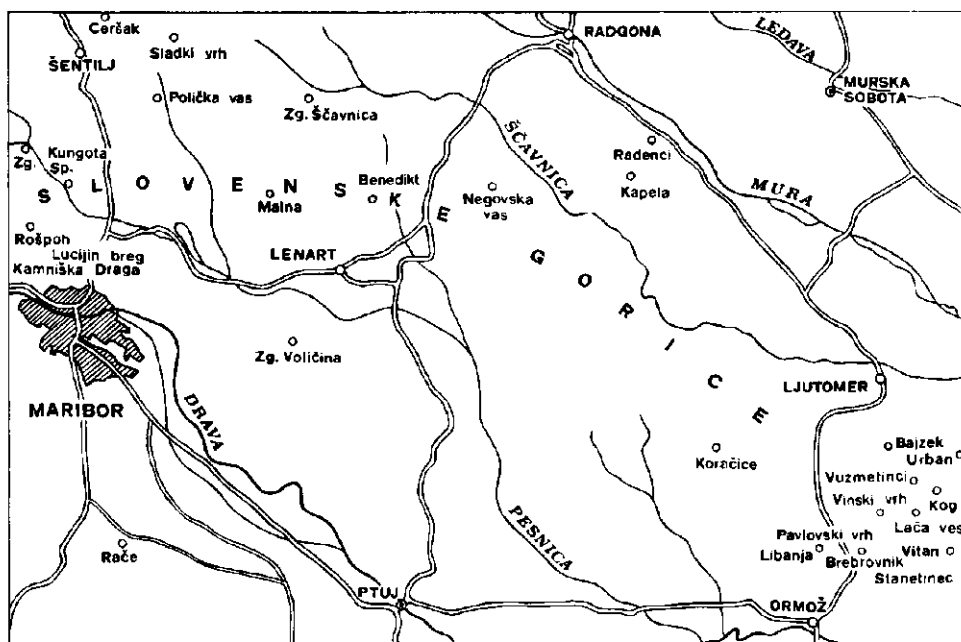 Ceršak
Sladki vrh
RADGONA
LEDAVA
ŠENTILJ
MURSKA
SOBOTA
Polička vas
Zg. Ščavnica
ŠČAVNICA
Radenci
Zg.
Kungota
Sp.
Kapela
SLOVENSKE GORICE
Malna
Benedikt
Negovska
vas
MURA
Rošpoh
Lucijin breg
Kamniška Draga
LENART
Zg. Voličina
LJUTOMER
MARIBOR
DRAVA
Koračice
Bajzek
Urban
Vuzmetinci
Vinski vrh
Kog
Lača ves
PESNICA
Pavlovski vrh
Libanja
Brebrovnik
Vitan
Stanetinec
Rače
PTUJ
ORMOŽ